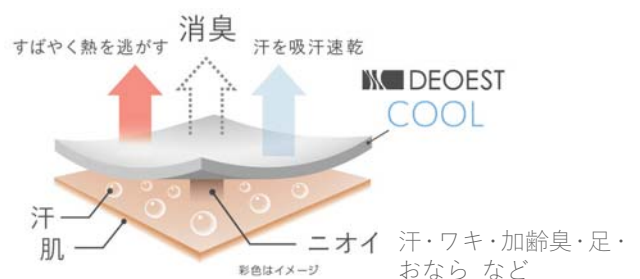 消臭
すばやく熱を逃がす
汗を吸汗速乾
DEOEST
COOL
汗
肌
ニオイ
汗・ワキ・加齢臭・足・
おなら など
彩色はイメージ